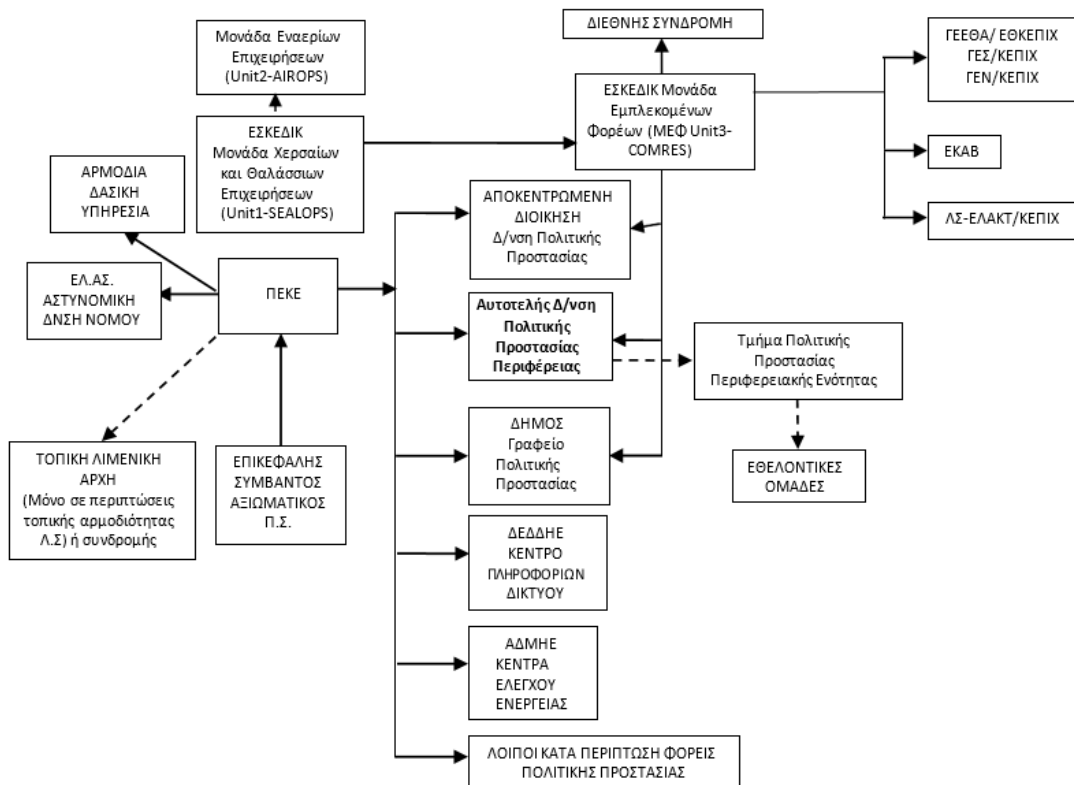 ΔΙΕΘΝΗΣ ΣΥΝΔΡΟΜΗ
Μονάδα Εναερίων
Επιχειρήσεων
(Unit2-AIROPS)
ΓΕΕΘΑ/ ΕΘΚΕΠΙΧ
ΓΕΣ/ΚΕΠΙΧ
ΓΕΝ/ΚΕΠΙΧ
ΕΣΚΕΔΙΚ Μονάδα
Εμπλεκομένων
Φορέων (ΜΕΦ Unit3-
COMRES)
ΕΣΚΕΔΙΚ
Μονάδα Χερσαίων
και Θαλάσσιων
Επιχειρήσεων
(Unit1-SEALOPS)
ΕΚΑΒ
ΛΣ-ΕΛΑΚΤ/ΚΕΠΙΧ
ΑΡΜΟΔΙΑ
ΔΑΣΙΚΗ
ΥΠΗΡΕΣΙΑ
ΑΠΟΚΕΝΤΡΩΜΕΝΗ
ΔΙΟΙΚΗΣΗ
Δ/νση Πολιτικής
Προστασίας
ΕΛ.ΑΣ.
ΑΣΤΥΝΟΜΙΚΗ
ΔΝΣΗ ΝΟΜΟΥ
ΠΕΚΕ
Αυτοτελής Δ/νση
Πολιτικής
Προστασίας
Περιφέρειας
Τμήμα Πολιτικής
Προστασίας
Περιφερειακής Ενότητας
ΤΟΠΙΚΗ ΛΙΜΕΝΙΚΗ
ΑΡΧΗ
(Μόνο σε περιπτώσεις
τοπικής αρμοδιότητας
Λ.Σ) ή συνδρομής
ΕΠΙΚΕΦΑΛΗΣ
ΣΥΜΒΑΝΤΟΣ
ΑΞΙΩΜΑΤΙΚΟΣ
Π.Σ.
ΔΗΜΟΣ
Γραφείο
Πολιτικής
Προστασίας
ΕΘΕΛΟΝΤΙΚΕΣ
ΟΜΑΔΕΣ
ΔΕΔΔΗΕ
ΚΕΝΤΡΟ
ΠΛΗΡΟΦΟΡΙΩΝ
ΔΙΚΤΥΟΥ
ΑΔΜΗΕ
ΚΕΝΤΡΑ
ΕΛΕΓΧΟΥ
ΕΝΕΡΓΕΙΑΣ
ΛΟΙΠΟΙ ΚΑΤΑ ΠΕΡΙΠΤΩΣΗ ΦΟΡΕΙΣ
ΠΟΛΙΤΙΚΗΣ ΠΡΟΣΤΑΣΙΑΣ